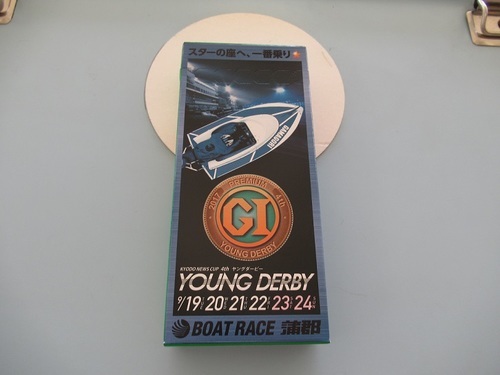 スターの座へ、一番乗り
GAMAGORI
PREMIUM
2017
4th
GI
YOUNG DERBY
KYODO NEWS CUP 4th ヤングダービー
YOUNG DERBY
9/19 20 21 22 23 24
BOAT RACE 蒲郡